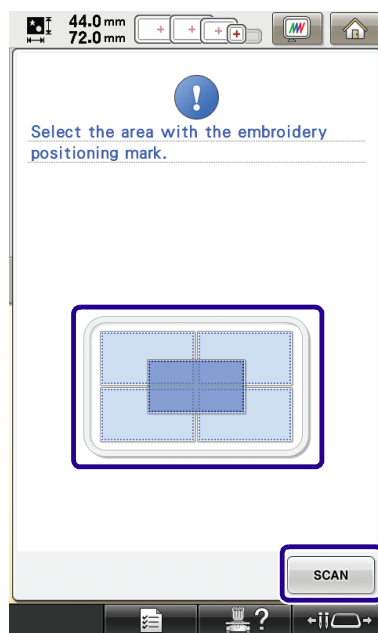 44.0 mm
72.0 mm
Select the area with the embroidery
positioning mark.
SCAN
?